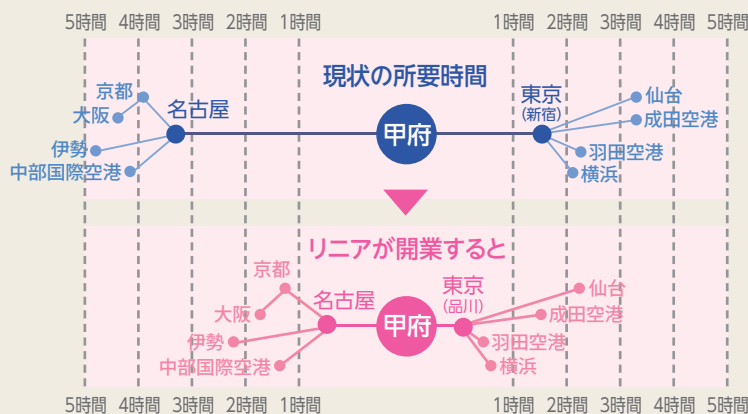 5時間 4時間 3時間 2時間 1時間 1時間 2時間 3時間 4時間 5時間
現状の所要時間
京都
大阪
名古屋
伊勢
中部国際空港
甲府
東京
(新宿)
仙台
成田空港
羽田空港
横浜
リニアが開業すると
京都
大阪
名古屋
伊勢
中部国際空港
甲府
東京
(品川)
仙台
成田空港
羽田空港
横浜
5時間 4時間 3時間 2時間 1時間 1時間 2時間 3時間 4時間 5時間